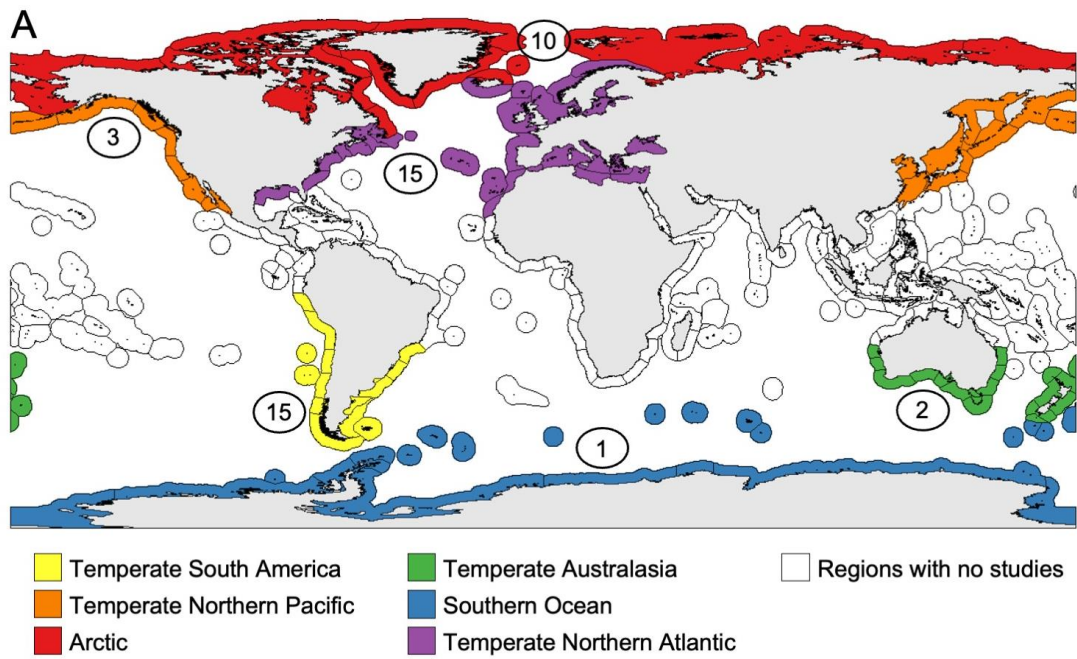 A
10
3
15
15
2
1
Temperate South America
Temperate Northern Pacific
Arctic
Temperate Australasia
Southern Ocean
Temperate Northern Atlantic
Regions with no studies